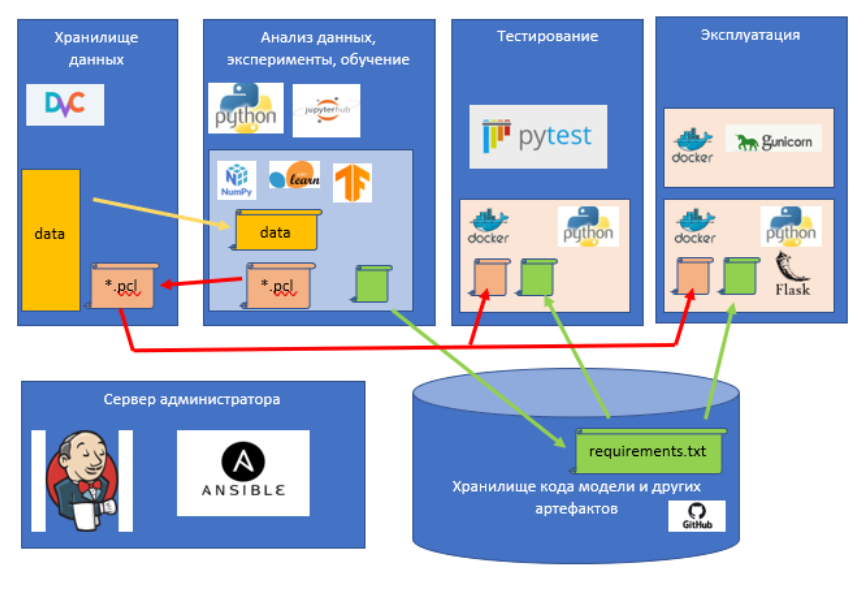 Хранилище
данных
DVC
data
*.pcl
Анализ данных,
эксперименты, обучение
python
jupyterhub
NumPy
learn
data
*.pcl
Тестирование
pytest
docker
python
Эксплуатация
docker
gunicorn
docker
python
Flask
Сервер администратора
ANSIBLE
requirements.txt
Хранилище кода модели и других
артефактов
GitHub